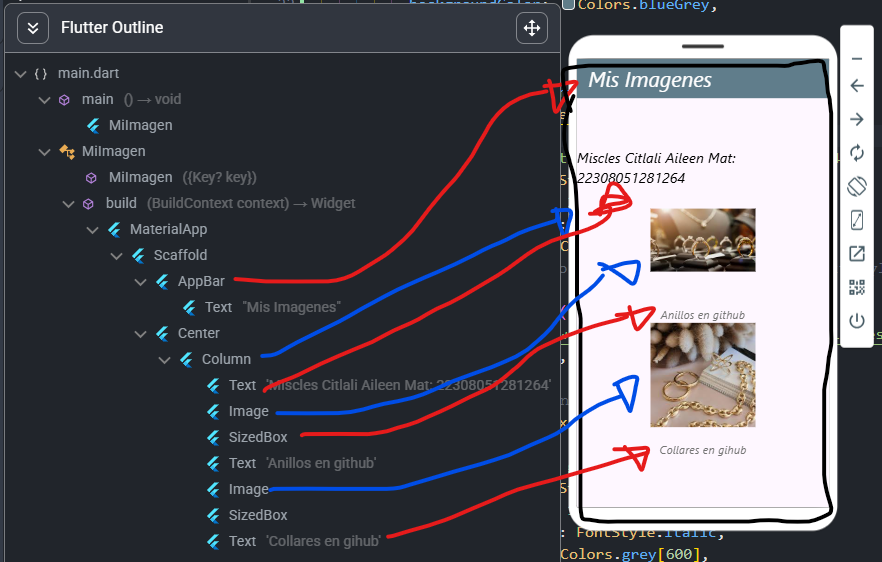 backgroundColor: Colors.blueGrey,
Flutter Outline
main.dart
main () → void
MiImagen
MiImagen
MiImagen ({Key? key})
build (BuildContext context) → Widget
MaterialApp
Scaffold
AppBar
Text "Mis Imagenes"
Center
Column
Text 'Miscles Citlali Aileen Mat: 22308051281264'
Image
SizedBox
Text 'Anillos en github'
Image
SizedBox
Text 'Collares en gihub'
Mis Imagenes
Miscles Citlali Aileen Mat:
22308051281264
Anillos en github
Collares en gihub
: FontStyle.italic,
Colors.grey[600],